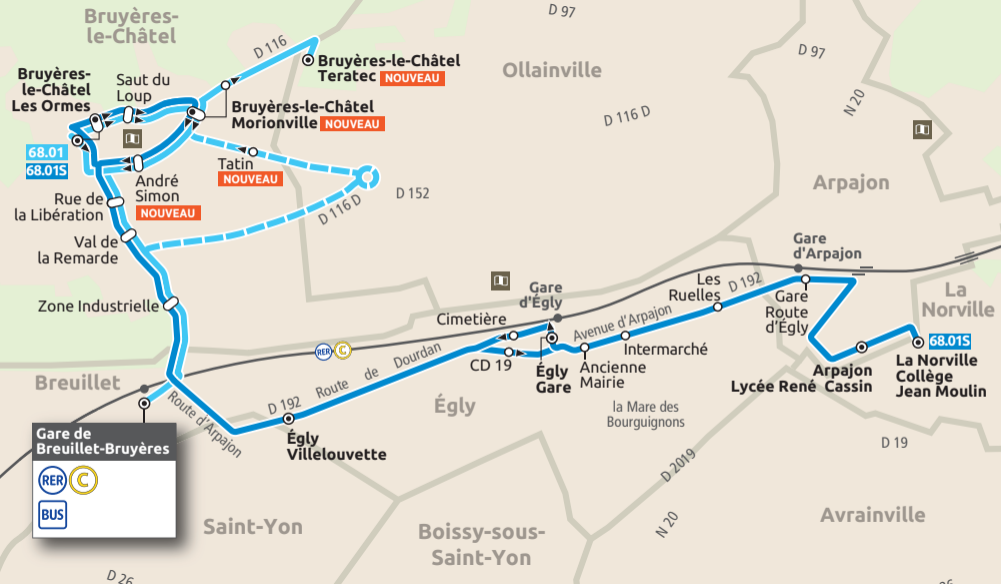 Bruyères-
le-Châtel
D 97
D 116
Bruyères-le-Châtel
Teratec NOUVEAU
Ollainville
D 97
N 20
Bruyères-
le-Châtel
Les Ormes
Saut du
Loup
Bruyères-le-Châtel
Morionville NOUVEAU
D 116 D
68.01
68.01S
Tatin
NOUVEAU
André
Simon
NOUVEAU
D 116 D
D 152
Arpajon
Rue de
la Libération
Val de
la Remarde
Zone Industrielle
Gare
d'Égly
Gare
d'Arpajon
Les
Ruelles
D 192
Gare
Route
d'Égly
La
Norville
Cimetière
Avenue d'Arpajon
RER C
CD 19
Égly
Gare
Ancienne
Mairie
Intermarché
68.01S
La Norville
Collège
Jean Moulin
Arpajon
Cassin
Lycée René
Breuillet
Route d'Arpajon
D 192
Route de Dourdan
Égly
la Mare des
Bourguignons
Égly
Villelouvette
D 19
Gare de
Breuillet-Bruyères
RER C
BUS
D 2019
N 20
Saint-Yon
Boissy-sous-
Saint-Yon
Avrainville
D 26